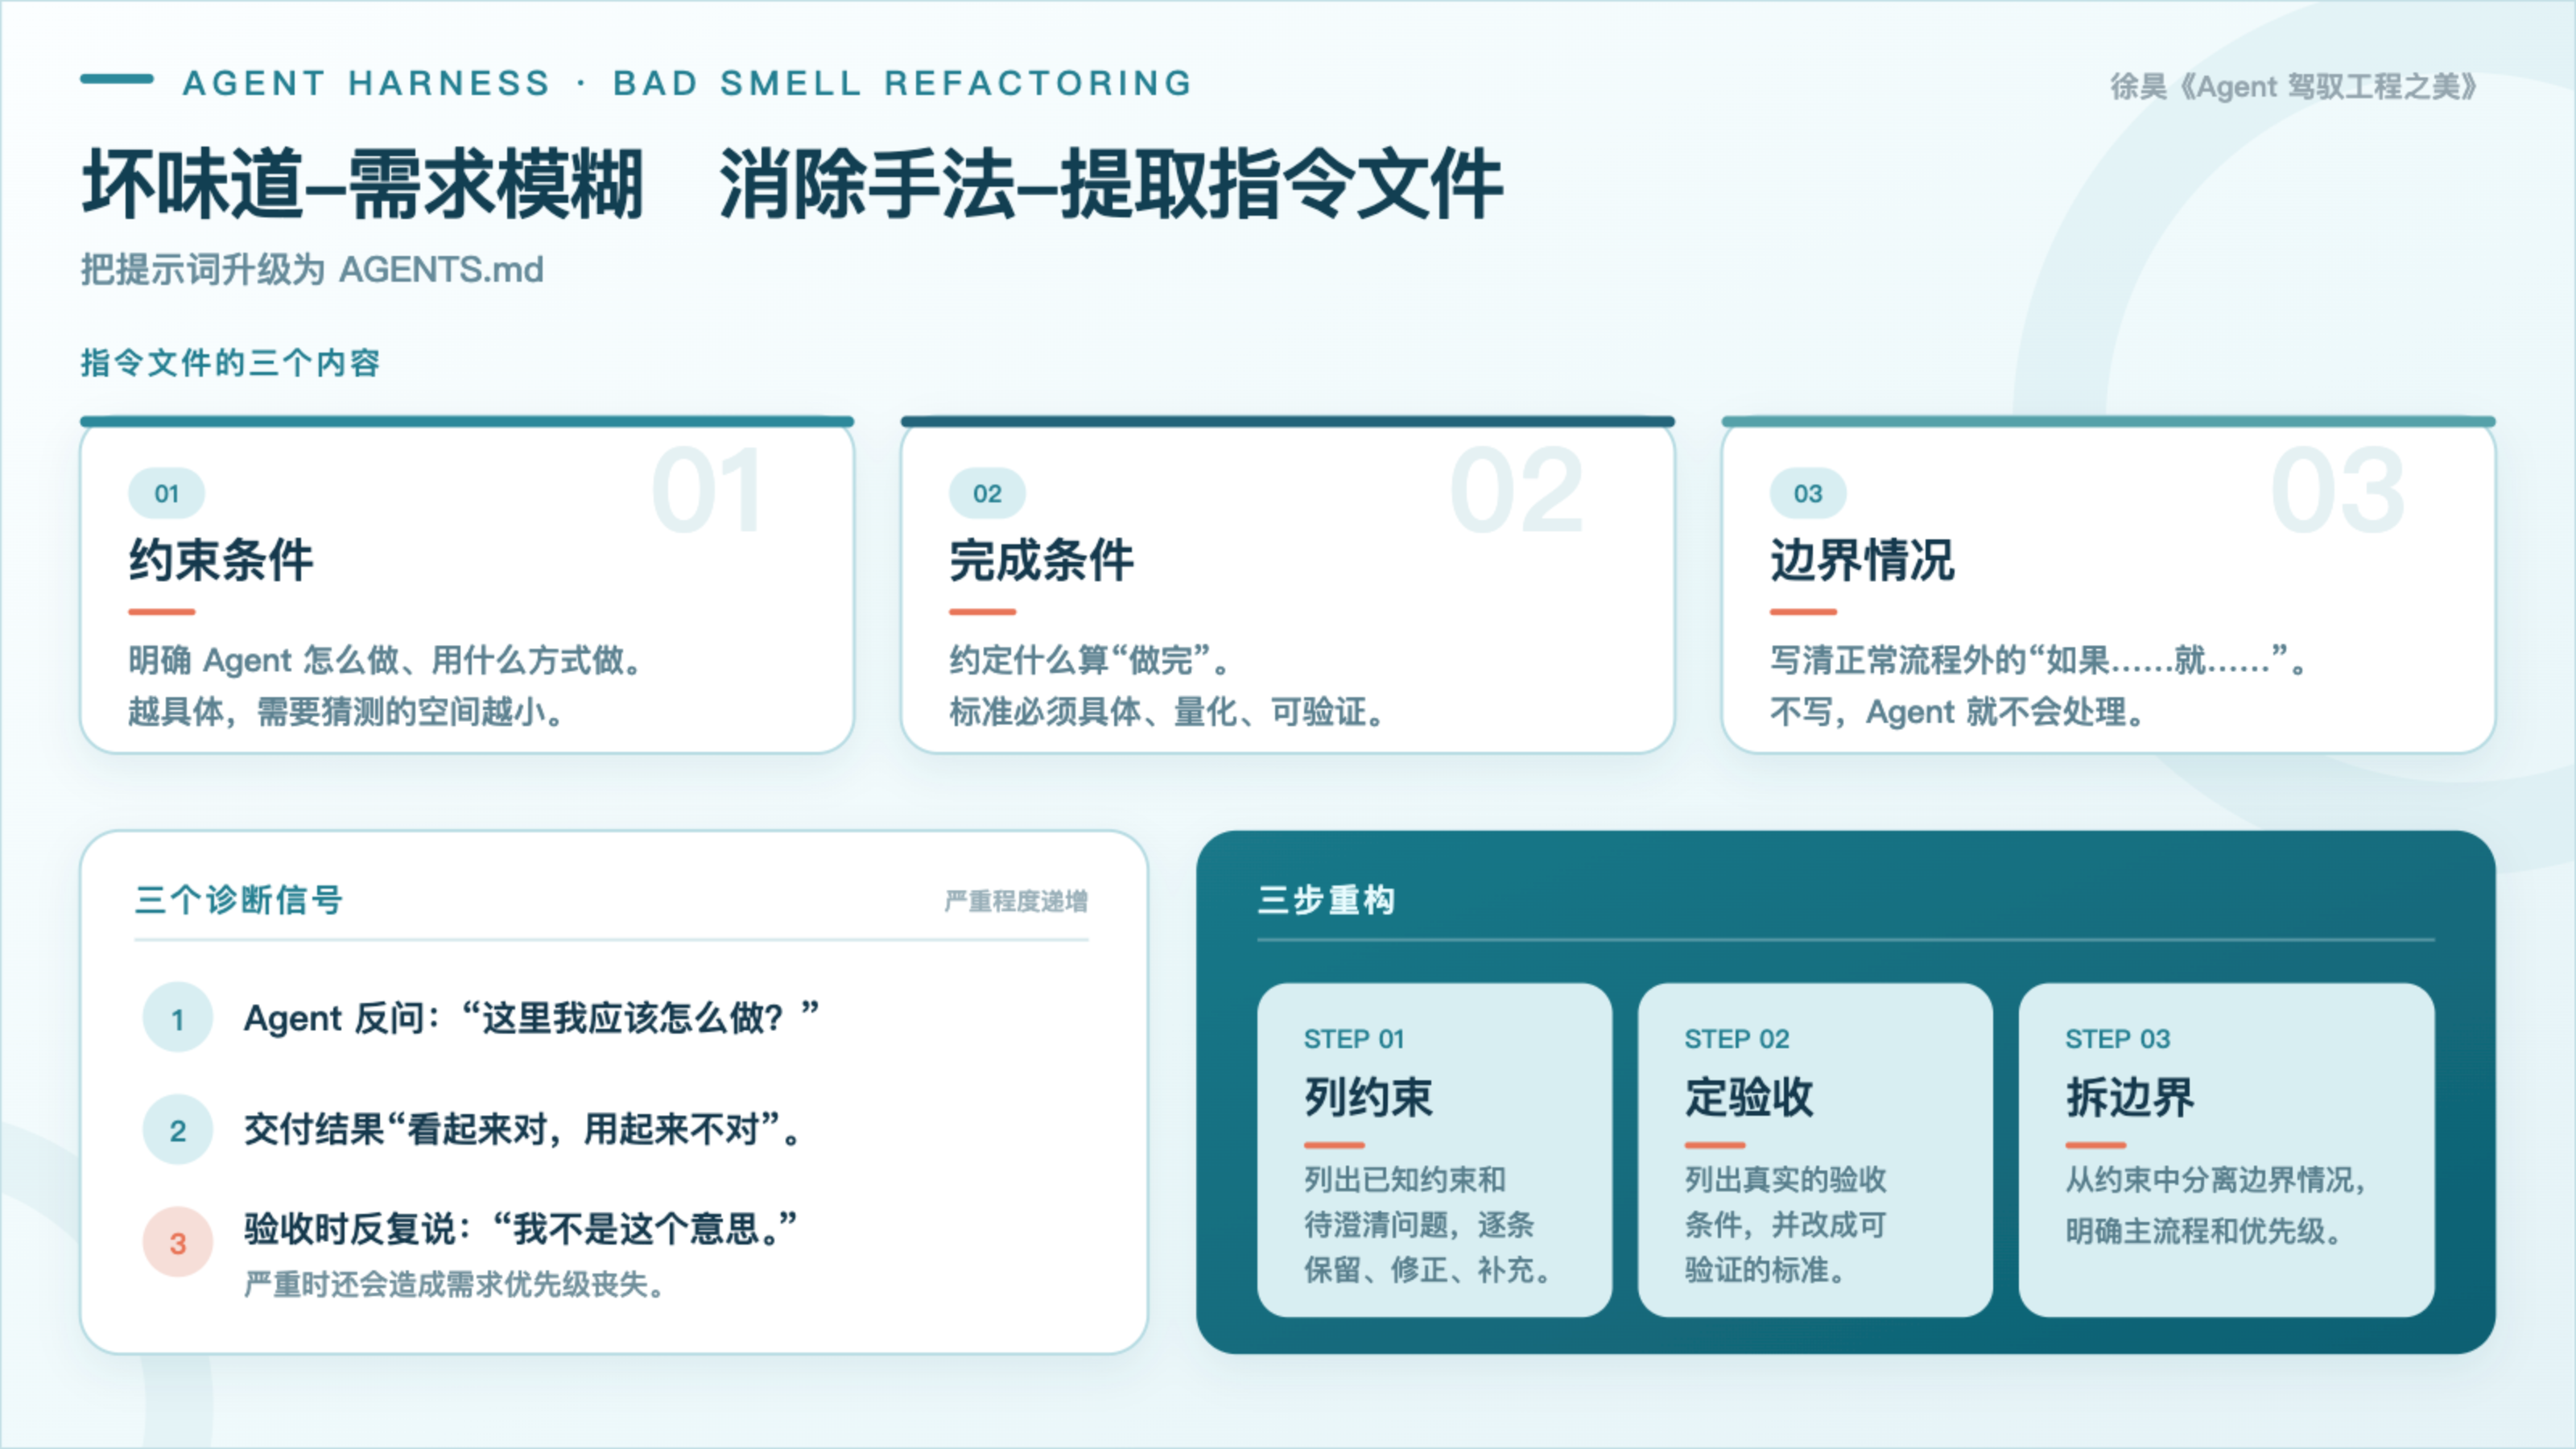 AGENT HARNESS · BAD SMELL REFACTORING
徐昊《Agent 驾驭工程之美》
坏味道–需求模糊　消除手法–提取指令文件
把提示词升级为 AGENTS.md
指令文件的三个内容
01
01
约束条件
明确 Agent 怎么做、用什么方式做。
越具体，需要猜测的空间越小。
02
02
完成条件
约定什么算“做完”。
标准必须具体、量化、可验证。
03
03
边界情况
写清正常流程外的“如果……就……”。
不写，Agent 就不会处理。
三个诊断信号
严重程度递增
1
Agent 反问：“这里我应该怎么做？”
2
交付结果“看起来对，用起来不对”。
3
验收时反复说：“我不是这个意思。”
严重时还会造成需求优先级丧失。
三步重构
STEP 01
列约束
列出已知约束和
待澄清问题，逐条
保留、修正、补充。
STEP 02
定验收
列出真实的验收
条件，并改成可
验证的标准。
STEP 03
拆边界
从约束中分离边界情况，
明确主流程和优先级。